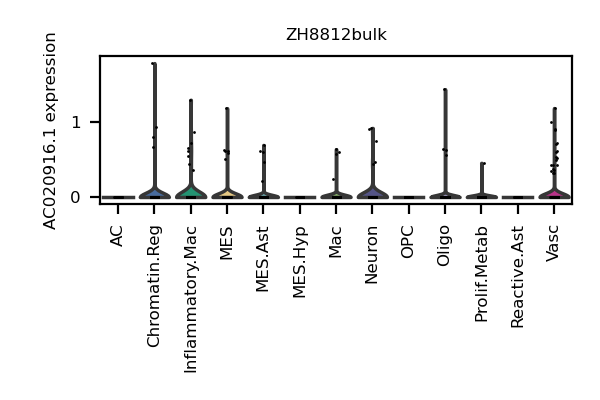 ZH8812bulk
AC020916.1 expression
1
0
AC
Chromatin.Reg
Inflammatory.Mac
MES
MES.Ast
MES.Hyp
Mac
Neuron
OPC
Oligo
Prolif.Metab
Reactive.Ast
Vasc